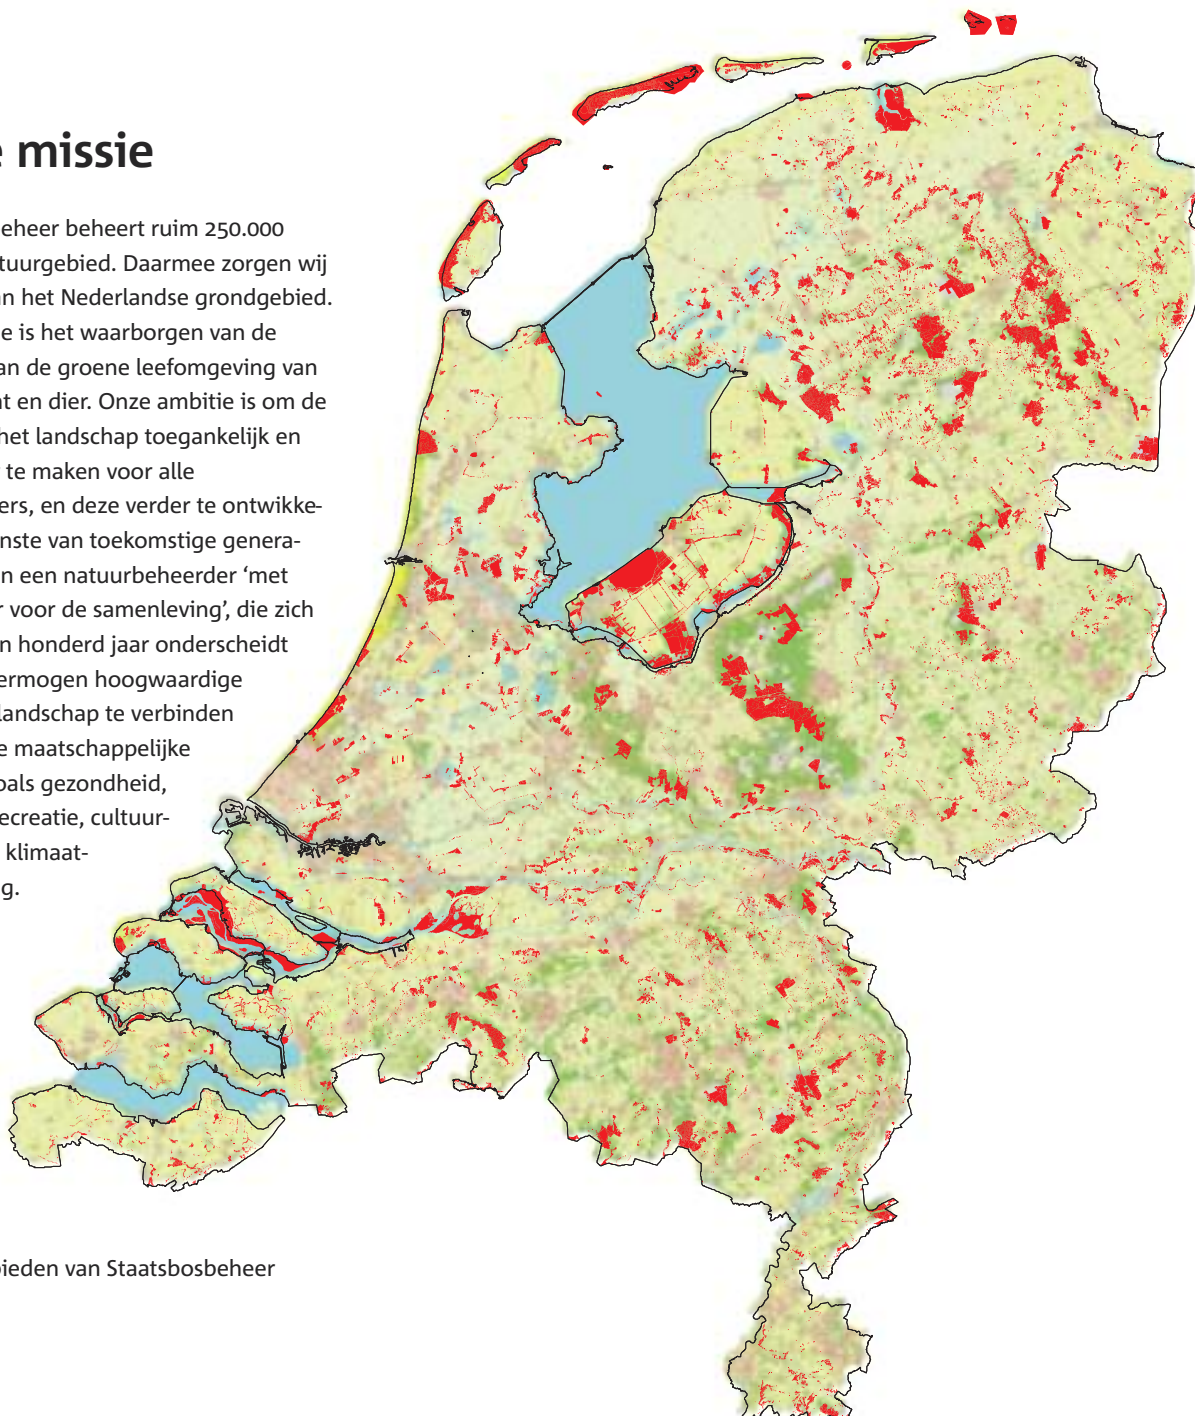 e missie
eheer beheert ruim 250.000
tuurgebied. Daarmee zorgen wij
an het Nederlandse grondgebied.
e is het waarborgen van de
an de groene leefomgeving van
nt en dier. Onze ambitie is om de
het landschap toegankelijk en
r te maken voor alle
ers, en deze verder te ontwikke-
nste van toekomstige genera-
n een natuurbeheerder ‘met
r voor de samenleving’, die zich
n honderd jaar onderscheidt
ermogen hoogwaardige
landschap te verbinden
e maatschappelijke
oals gezondheid,
ecreatie, cultuur-
klimaat-
g.
bieden van Staatsbosbeheer